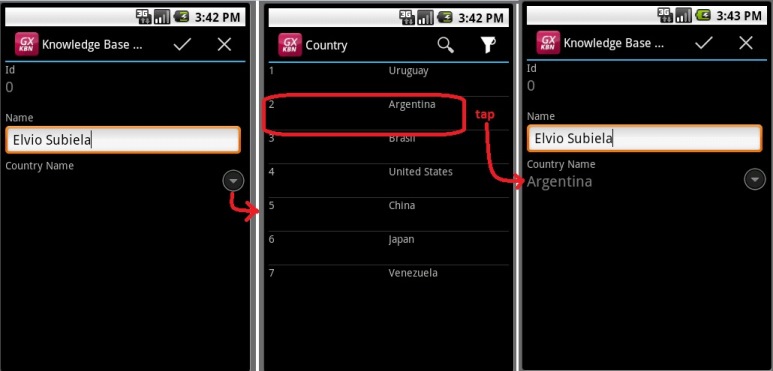 3G 3:42 PM
GX KBN Knowledge Base ...
Id
0
Name
Elvio Subiela
Country Name
3G 3:42 PM
GX KBN Country
1 Uruguay
2 Argentina
3 Brasil
4 United States
5 China
6 Japan
7 Venezuela
tap
3G 3:43 PM
GX KBN Knowledge Base ...
Id
0
Name
Elvio Subiela
Country Name
Argentina